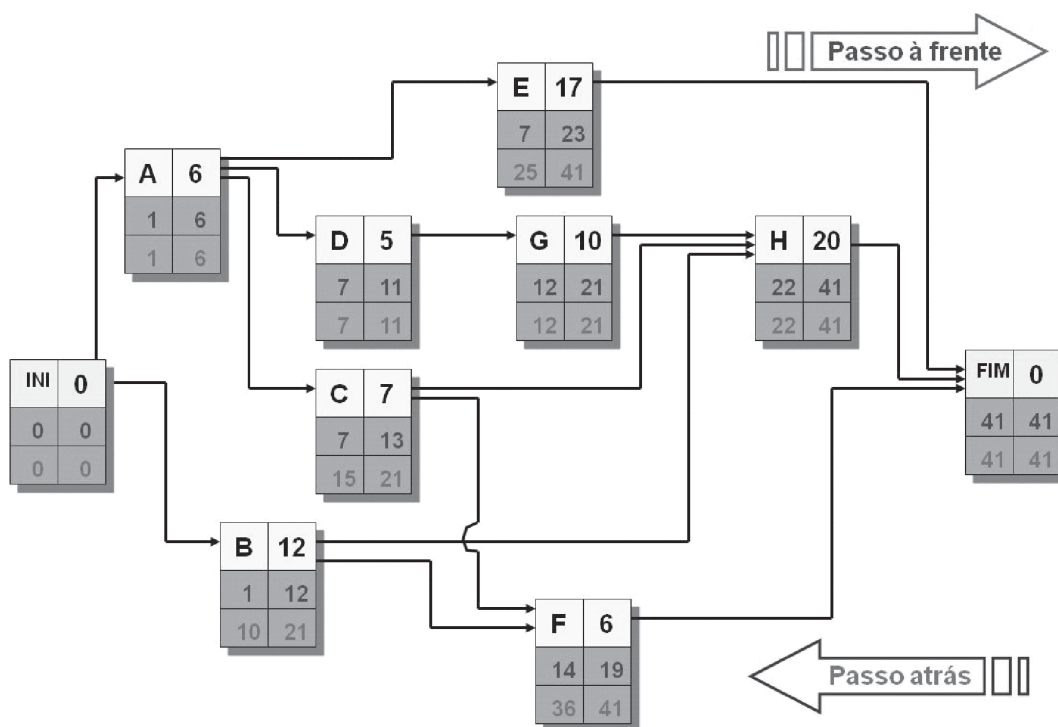 Passo à frente
E 17
7 23
25 41
A 6
1 6
1 6
D 5
7 11
7 11
G 10
12 21
12 21
H 20
22 41
22 41
INI 0
0 0
0 0
C 7
7 13
15 21
FIM 0
41 41
41 41
B 12
1 12
10 21
F 6
14 19
36 41
Passo atrás